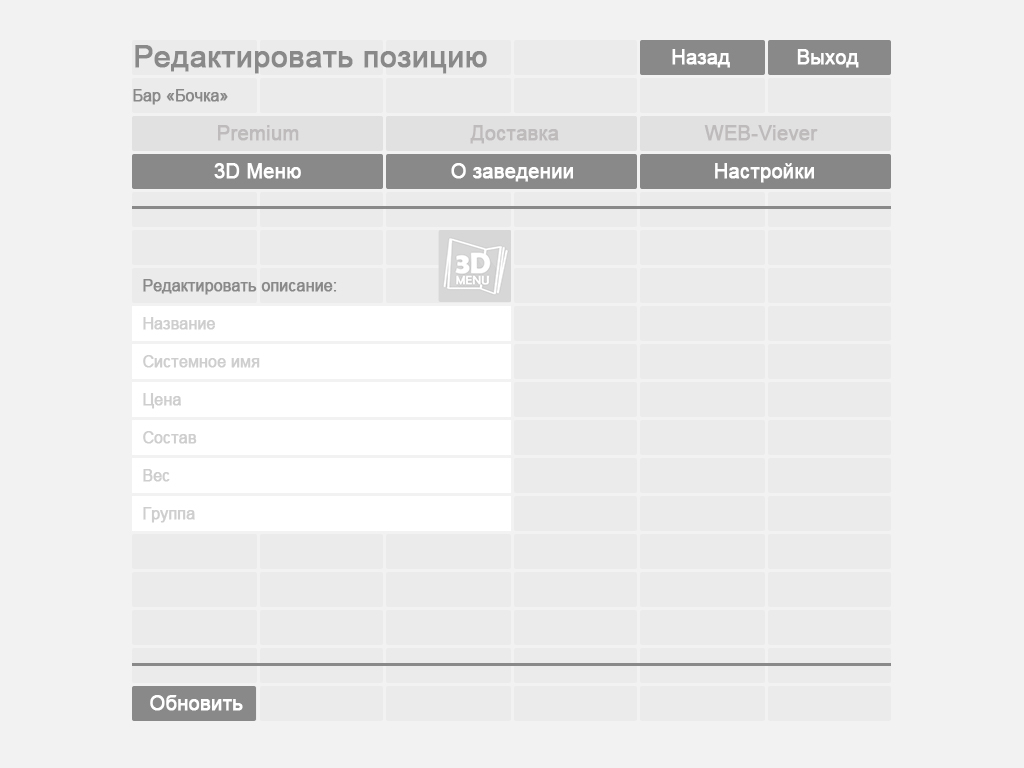 Редактировать позицию
Назад
Выход
Бар «Бочка»
Premium
Доставка
WEB-Viever
3D Меню
О заведении
Настройки
3D
MENU
Редактировать описание:
Название
Системное имя
Цена
Состав
Вес
Группа
Обновить